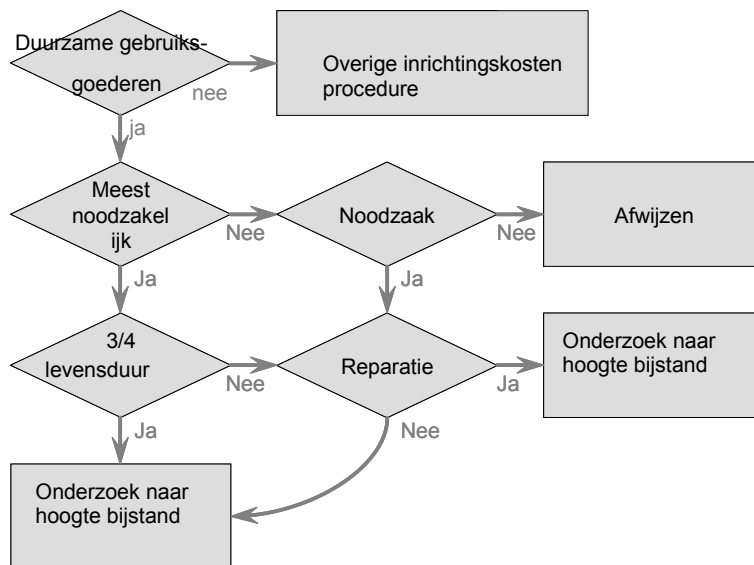 Duurzame gebruiks-
goederen
nee
Overige inrichtingskosten
procedure
ja
Meest
noodzakel
ijk
Nee
Noodzaak
Nee
Afwijzen
Ja
Ja
3/4
levensduur
Nee
Reparatie
Ja
Onderzoek naar
hoogte bijstand
Ja
Nee
Onderzoek naar
hoogte bijstand